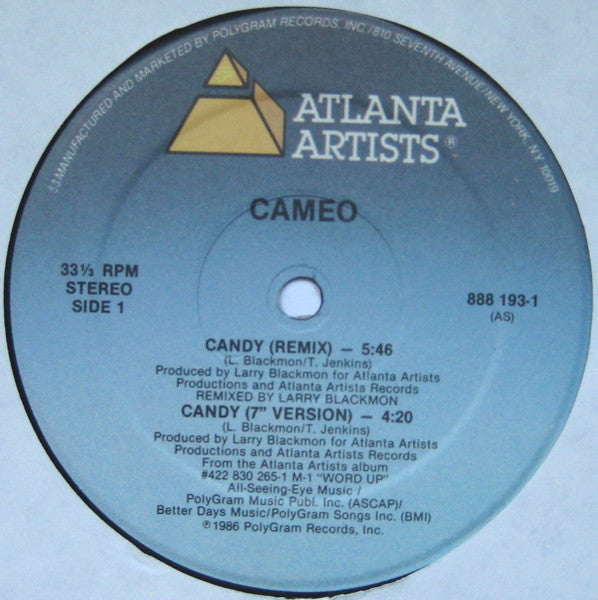 53 MANUFACTURED AND MARKETED BY POLYGRAM RECORDS, INC./810 SEVENTH AVENUE/NEW YORK, NY 10019
ATLANTA
ARTISTS®
CAMEO
33⅓ RPM
STEREO
SIDE 1
888 193-1
(AS)
CANDY (REMIX) — 5:46
(L. Blackmon/T. Jenkins)
Produced by Larry Blackmon for Atlanta Artists
Productions and Atlanta Artists Records
REMIXED BY LARRY BLACKMON
CANDY (7" VERSION) — 4:20
(L. Blackmon/T. Jenkins)
Produced by Larry Blackmon for Atlanta Artists
Productions and Atlanta Artists Records
From the Atlanta Artists album
#422 830 265-1 M-1 "WORD UP"
All-Seeing-Eye Music /
PolyGram Music Publ. Inc. (ASCAP)/
Better Days Music/PolyGram Songs Inc. (BMI)
℗1986 PolyGram Records, Inc.